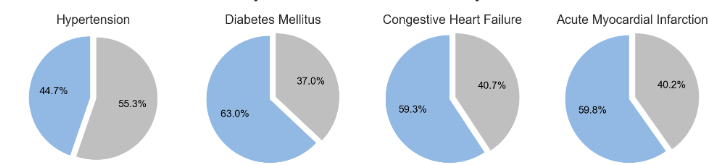 Hypertension
Diabetes Mellitus
Congestive Heart Failure
Acute Myocardial Infarction
44.7%
55.3%
63.0%
37.0%
59.3%
40.7%
59.8%
40.2%